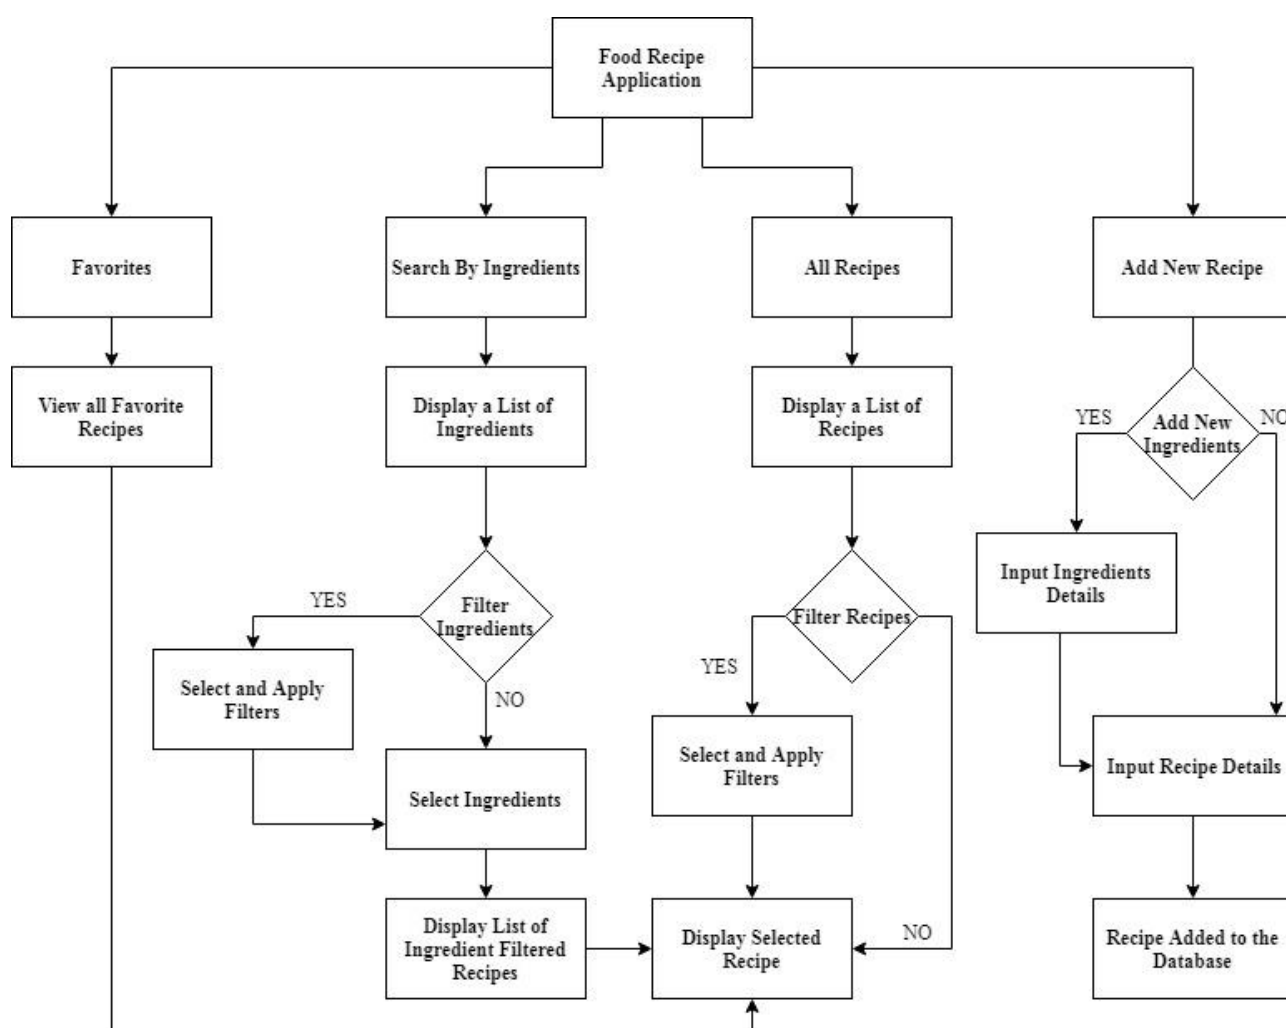 Food Recipe
Application
Favorites
Search By Ingredients
All Recipes
Add New Recipe
View all Favorite
Recipes
Display a List of
Ingredients
Display a List of
Recipes
YES
Add New
Ingredients
NO
Input Ingredients
Details
YES
Filter
Ingredients
Filter Recipes
Select and Apply
Filters
NO
YES
Select and Apply
Filters
Input Recipe Details
Select Ingredients
Display List of
Ingredient Filtered
Recipes
Display Selected
Recipe
NO
Recipe Added to the
Database